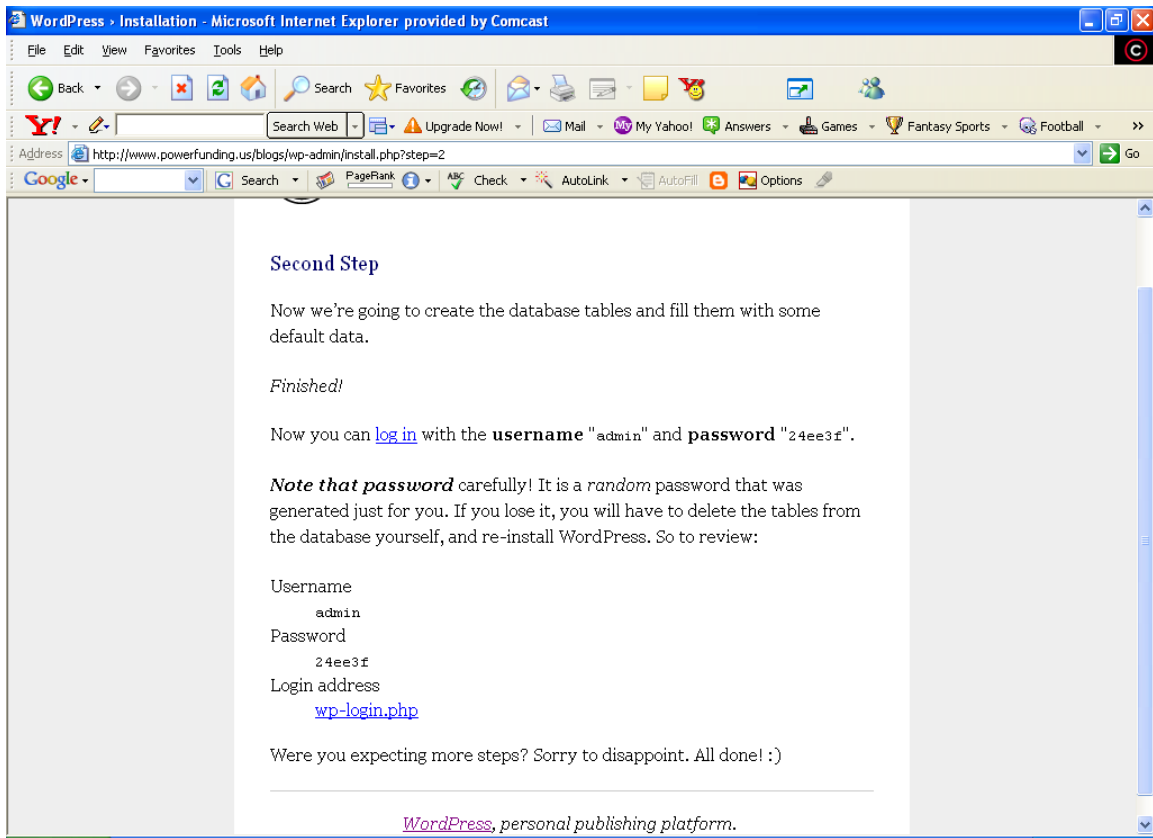 WordPress › Installation - Microsoft Internet Explorer provided by Comcast
File Edit View Favorites Tools Help
Back Search Favorites
Y! Search Web Upgrade Now! Mail My My Yahoo! Answers Games Fantasy Sports Football »
Address http://www.powerfunding.us/blogs/wp-admin/install.php?step=2 Go
Google G Search PageRank ABC Check AutoLink AutoFill Options
Second Step
Now we're going to create the database tables and fill them with some
default data.
Finished!
Now you can log in with the username "admin" and password "24ee3f".
Note that password carefully! It is a random password that was
generated just for you. If you lose it, you will have to delete the tables from
the database yourself, and re-install WordPress. So to review:
Username
admin
Password
24ee3f
Login address
wp-login.php
Were you expecting more steps? Sorry to disappoint. All done! :)
WordPress, personal publishing platform.